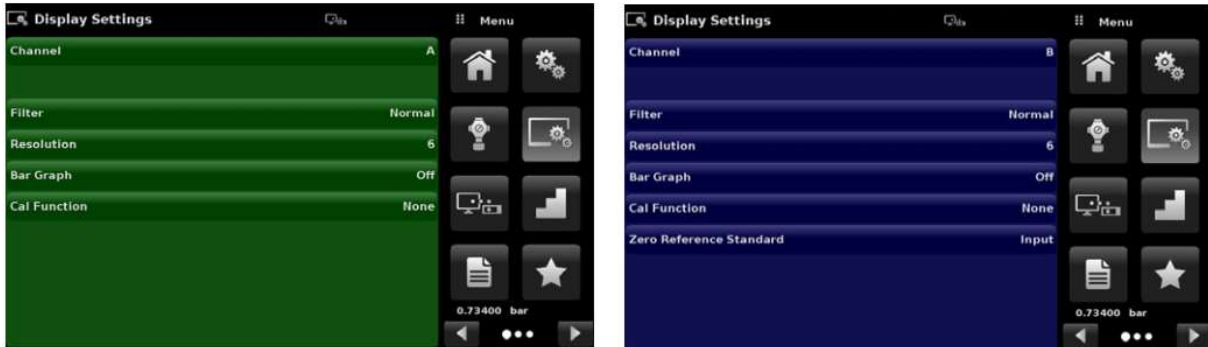 Display Settings
Menu
Channel A
Filter Normal
Resolution 6
Bar Graph Off
Cal Function None
0.73400 bar
Display Settings
Menu
Channel B
Filter Normal
Resolution 6
Bar Graph Off
Cal Function None
Zero Reference Standard Input
0.73400 bar